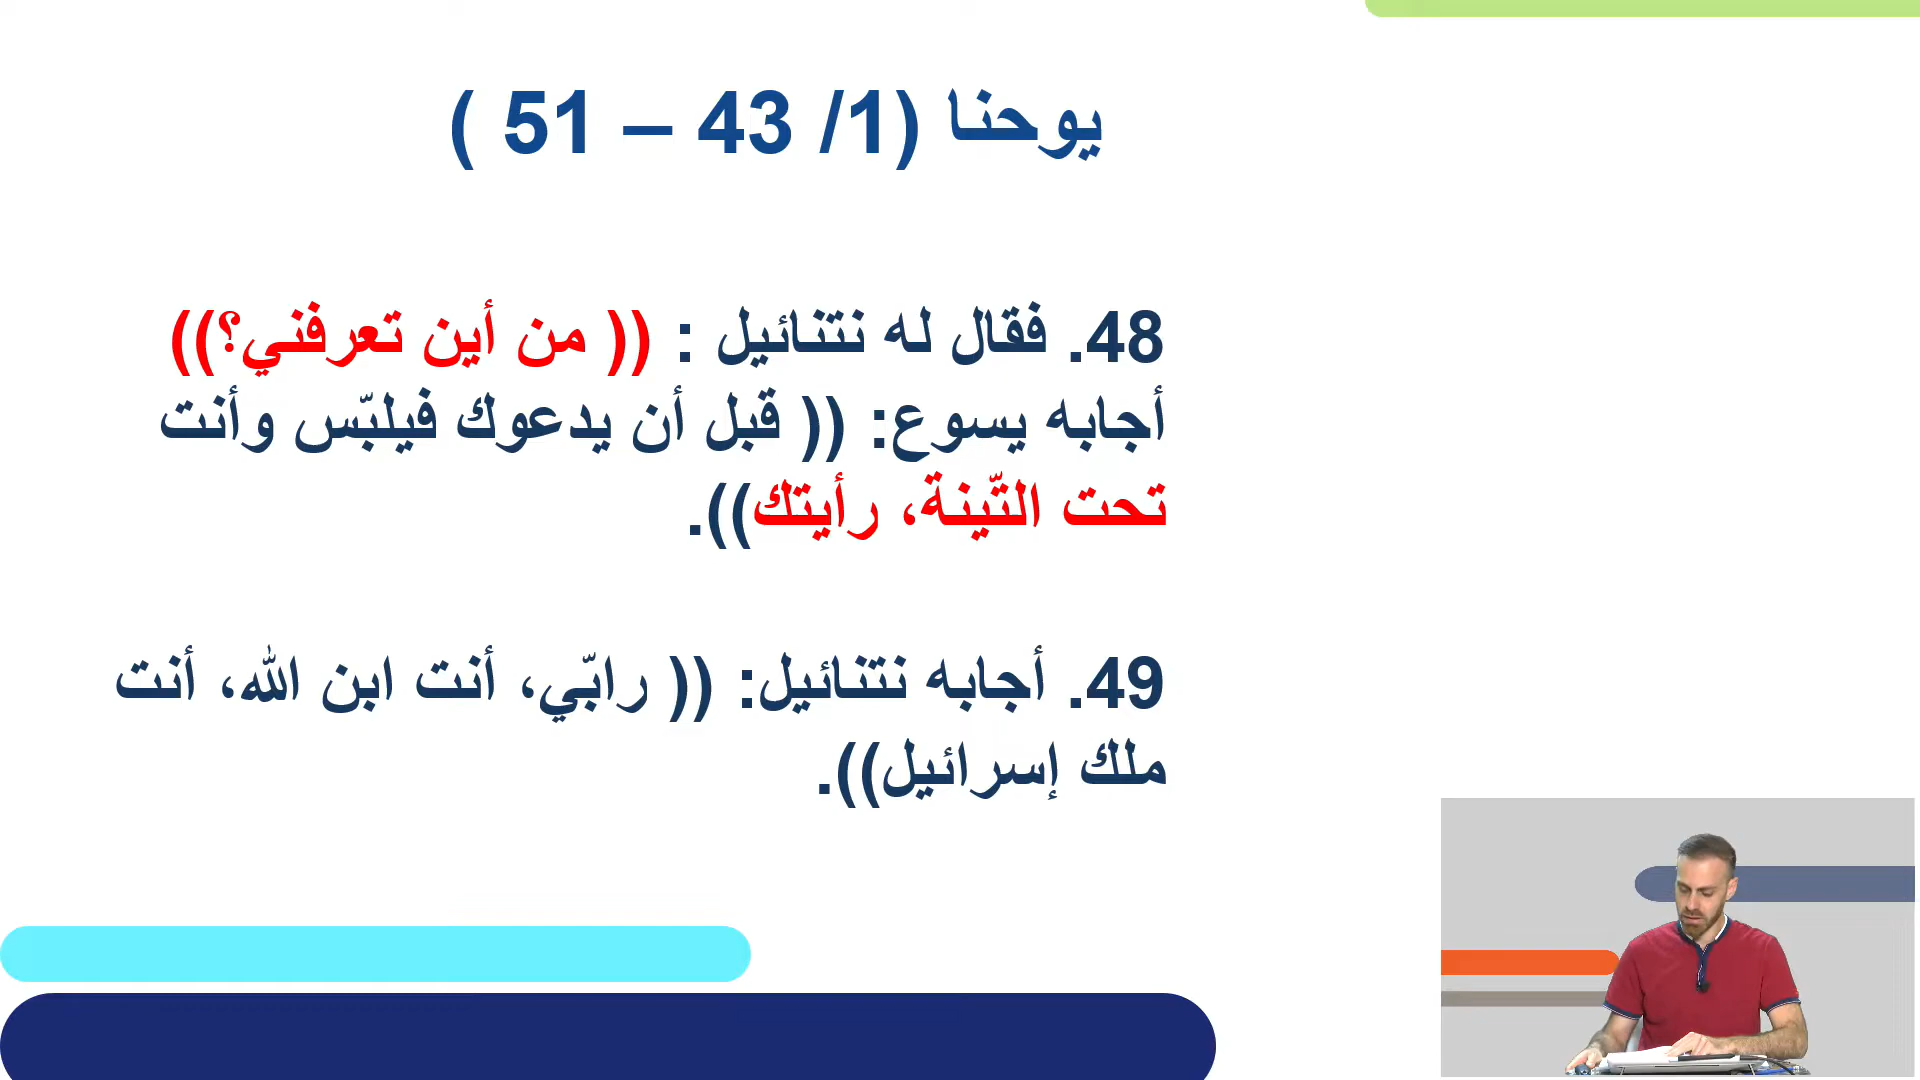 يوحنا (1/ 43 – 51 )
48. فقال له نتنائيل : (( من أين تعرفني؟))
أجابه يسوع: (( قبل أن يدعوك فيلبّس وأنت
تحت التّينة، رأيتك)).
49. أجابه نتنائيل: (( رابّي، أنت ابن الله، أنت
ملك إسرائيل)).